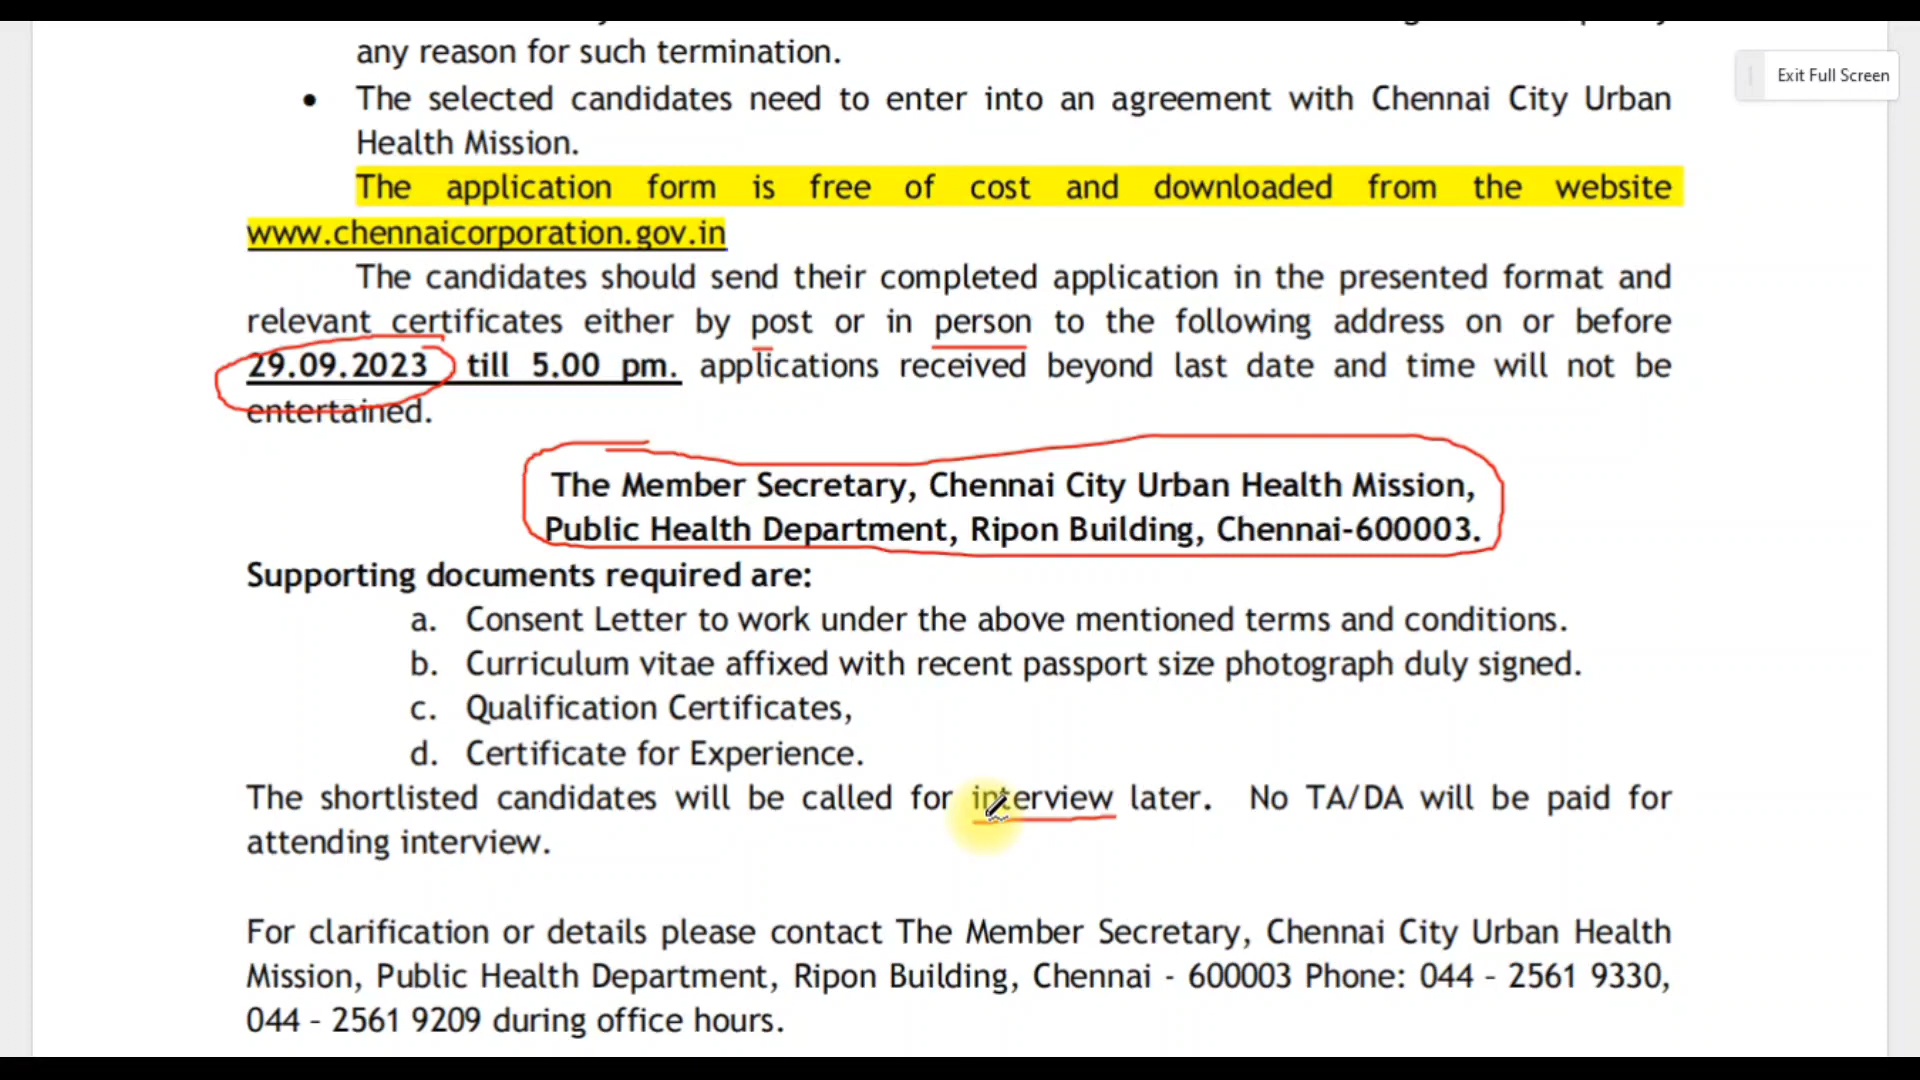 any reason for such termination.
Exit Full Screen
• The selected candidates need to enter into an agreement with Chennai City Urban
Health Mission.
The application form is free of cost and downloaded from the website
www.chennaicorporation.gov.in
The candidates should send their completed application in the presented format and
relevant certificates either by post or in person to the following address on or before
29.09.2023 till 5.00 pm. applications received beyond last date and time will not be
entertained.
The Member Secretary, Chennai City Urban Health Mission,
Public Health Department, Ripon Building, Chennai-600003.
Supporting documents required are:
a. Consent Letter to work under the above mentioned terms and conditions.
b. Curriculum vitae affixed with recent passport size photograph duly signed.
c. Qualification Certificates,
d. Certificate for Experience.
The shortlisted candidates will be called for interview later. No TA/DA will be paid for
attending interview.
For clarification or details please contact The Member Secretary, Chennai City Urban Health
Mission, Public Health Department, Ripon Building, Chennai - 600003 Phone: 044 – 2561 9330,
044 – 2561 9209 during office hours.